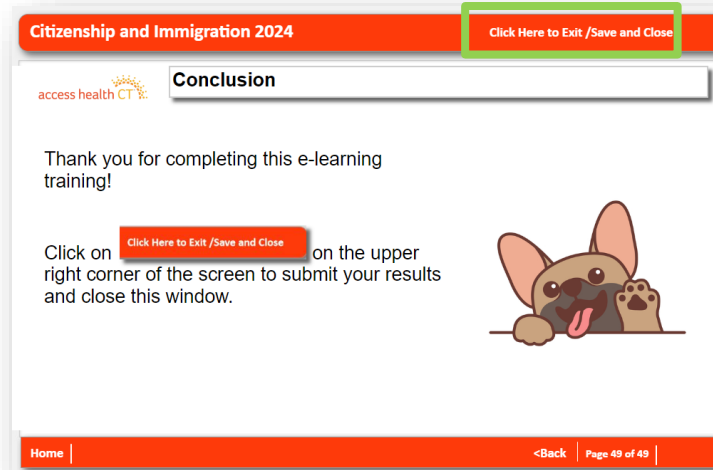 Citizenship and Immigration 2024
Click Here to Exit /Save and Close
access health CT
Conclusion
Thank you for completing this e-learning
training!
Click on Click Here to Exit /Save and Close on the upper
right corner of the screen to submit your results
and close this window.
Home
<Back
Page 49 of 49